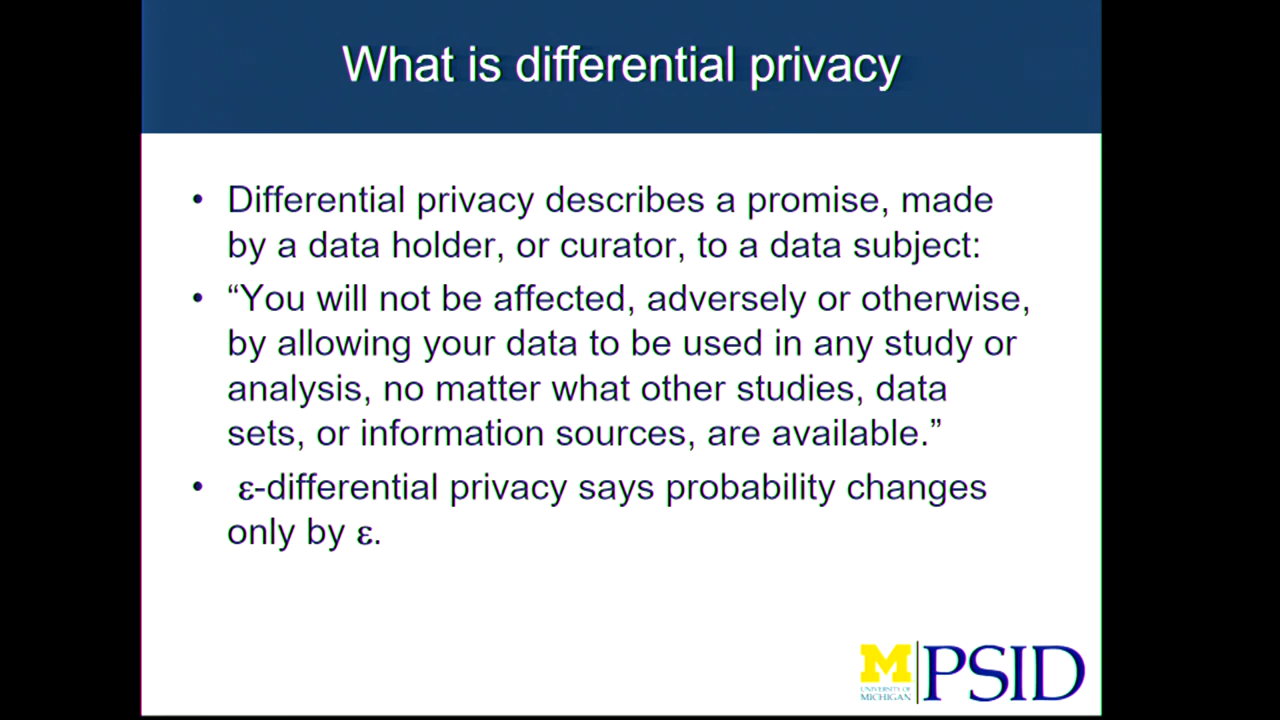 What is differential privacy
• Differential privacy describes a promise, made
by a data holder, or curator, to a data subject:
• “You will not be affected, adversely or otherwise,
by allowing your data to be used in any study or
analysis, no matter what other studies, data
sets, or information sources, are available.”
• ε-differential privacy says probability changes
only by ε.
M
UNIVERSITY OF
MICHIGAN
PSID